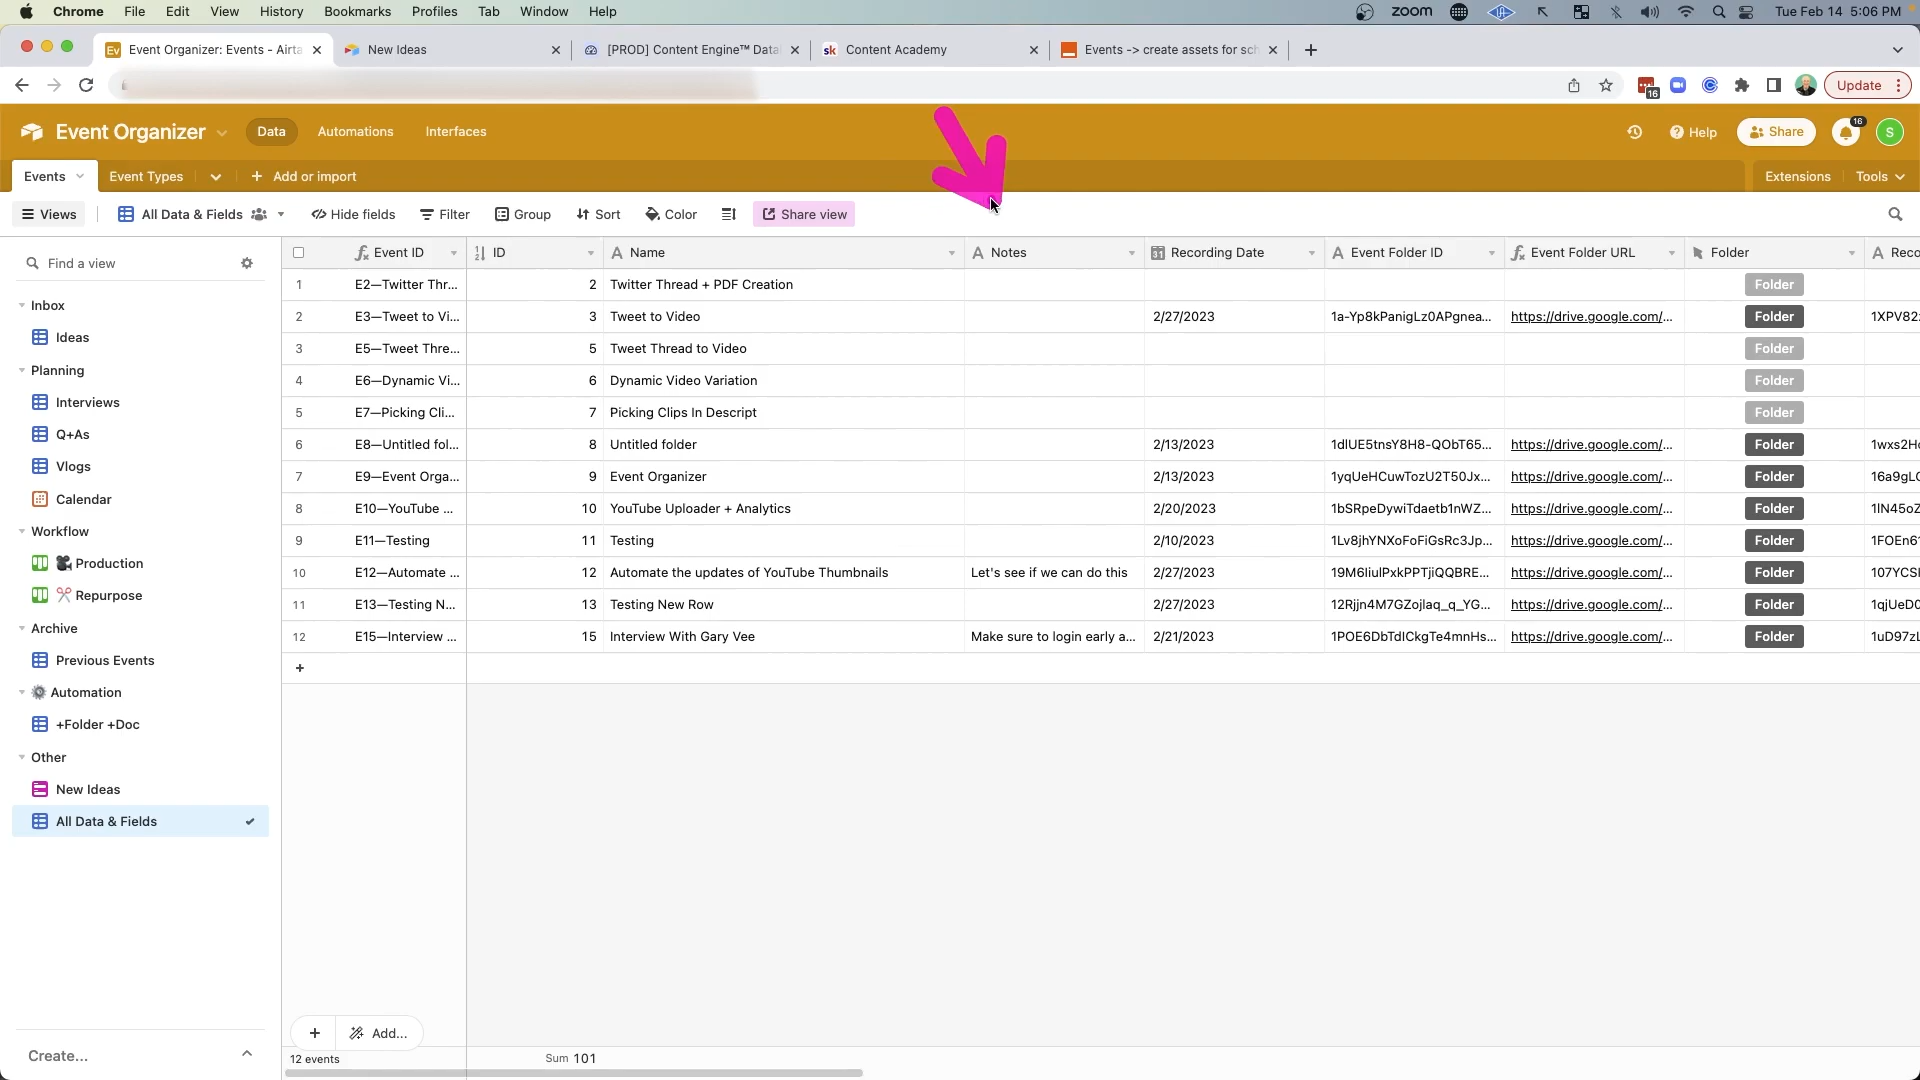 Chrome File Edit View History Bookmarks Profiles Tab Window Help zoom Tue Feb 14 5:06 PM
Ev Event Organizer: Events - Airta New Ideas [PROD] Content Engine™ Data sk Content Academy Events -> create assets for sch
16 Update
Event Organizer Data Automations Interfaces Help Share 16 S
Events Event Types + Add or import Extensions Tools
Views All Data & Fields Hide fields Filter Group Sort Color Share view
Find a view
Event ID ID Name Notes Recording Date Event Folder ID Event Folder URL Folder Reco
1 E2—Twitter Thr... 2 Twitter Thread + PDF Creation Folder
2 E3—Tweet to Vi... 3 Tweet to Video 2/27/2023 1a-Yp8kPanigLz0APgnea... https://drive.google.com/... Folder 1XPV82
3 E5—Tweet Thre... 5 Tweet Thread to Video Folder
4 E6—Dynamic Vi... 6 Dynamic Video Variation Folder
5 E7—Picking Cli... 7 Picking Clips In Descript Folder
6 E8—Untitled fol... 8 Untitled folder 2/13/2023 1dlUE5tnsY8H8-QObT65... https://drive.google.com/... Folder 1wxs2H
7 E9—Event Orga... 9 Event Organizer 2/13/2023 1yqUeHCuwTozU2T50Jx... https://drive.google.com/... Folder 16a9gL
8 E10—YouTube ... 10 YouTube Uploader + Analytics 2/20/2023 1bSRpeDywiTdaetb1nWZ... https://drive.google.com/... Folder 1lN45oZ
9 E11—Testing 11 Testing 2/10/2023 1Lv8jhYNXoFoFiGsRc3Jp... https://drive.google.com/... Folder 1FOEn6
10 E12—Automate ... 12 Automate the updates of YouTube Thumbnails Let's see if we can do this 2/27/2023 19M6IiulPxkPPTjiQQBRE... https://drive.google.com/... Folder 107YCS
11 E13—Testing N... 13 Testing New Row 2/27/2023 12Rjjn4M7GZojlaq_q_YG... https://drive.google.com/... Folder 1qjUeD
12 E15—Interview ... 15 Interview With Gary Vee Make sure to login early a... 2/21/2023 1POE6DbTdICkgTe4mnHs... https://drive.google.com/... Folder 1uD97z
+
Inbox
Ideas
Planning
Interviews
Q+As
Vlogs
Calendar
Workflow
Production
Repurpose
Archive
Previous Events
Automation
+Folder +Doc
Other
New Ideas
All Data & Fields
Create...
+ Add...
12 events Sum 101